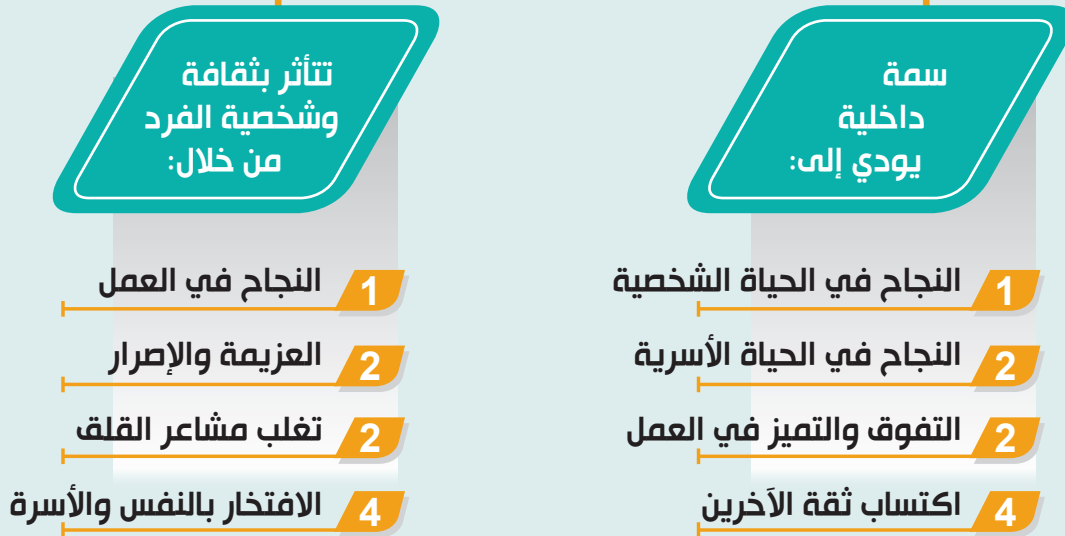 سمة
داخلية
يودي إلى:
1 النجاح في الحياة الشخصية
2 النجاح في الحياة الأسرية
2 التفوق والتميز في العمل
4 اكتساب ثقة الآخرين
تتأثر بثقافة
وشخصية الفرد
من خلال:
1 النجاح في العمل
2 العزيمة والإصرار
2 تغلب مشاعر القلق
4 الافتخار بالنفس والأسرة